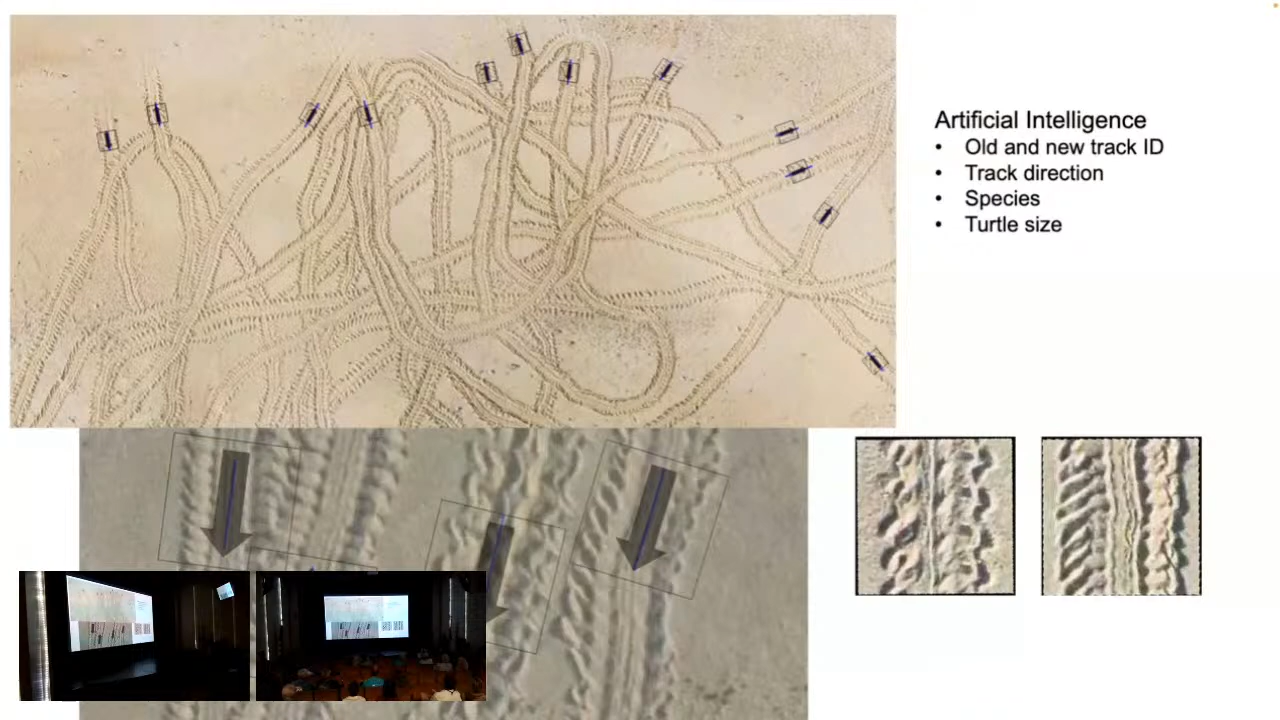 Artificial Intelligence
• Old and new track ID
• Track direction
• Species
• Turtle size